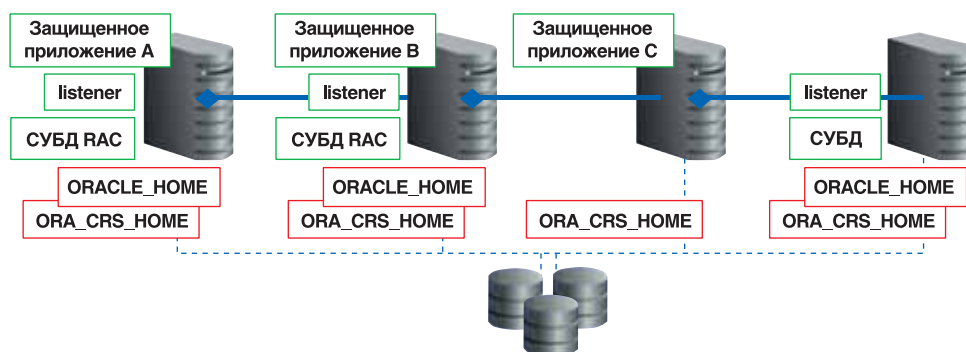 Защищенное
приложение A
listener
СУБД RAC
ORACLE_HOME
ORA_CRS_HOME
Защищенное
приложение B
listener
СУБД RAC
ORACLE_HOME
ORA_CRS_HOME
Защищенное
приложение C
ORA_CRS_HOME
listener
СУБД
ORACLE_HOME
ORA_CRS_HOME